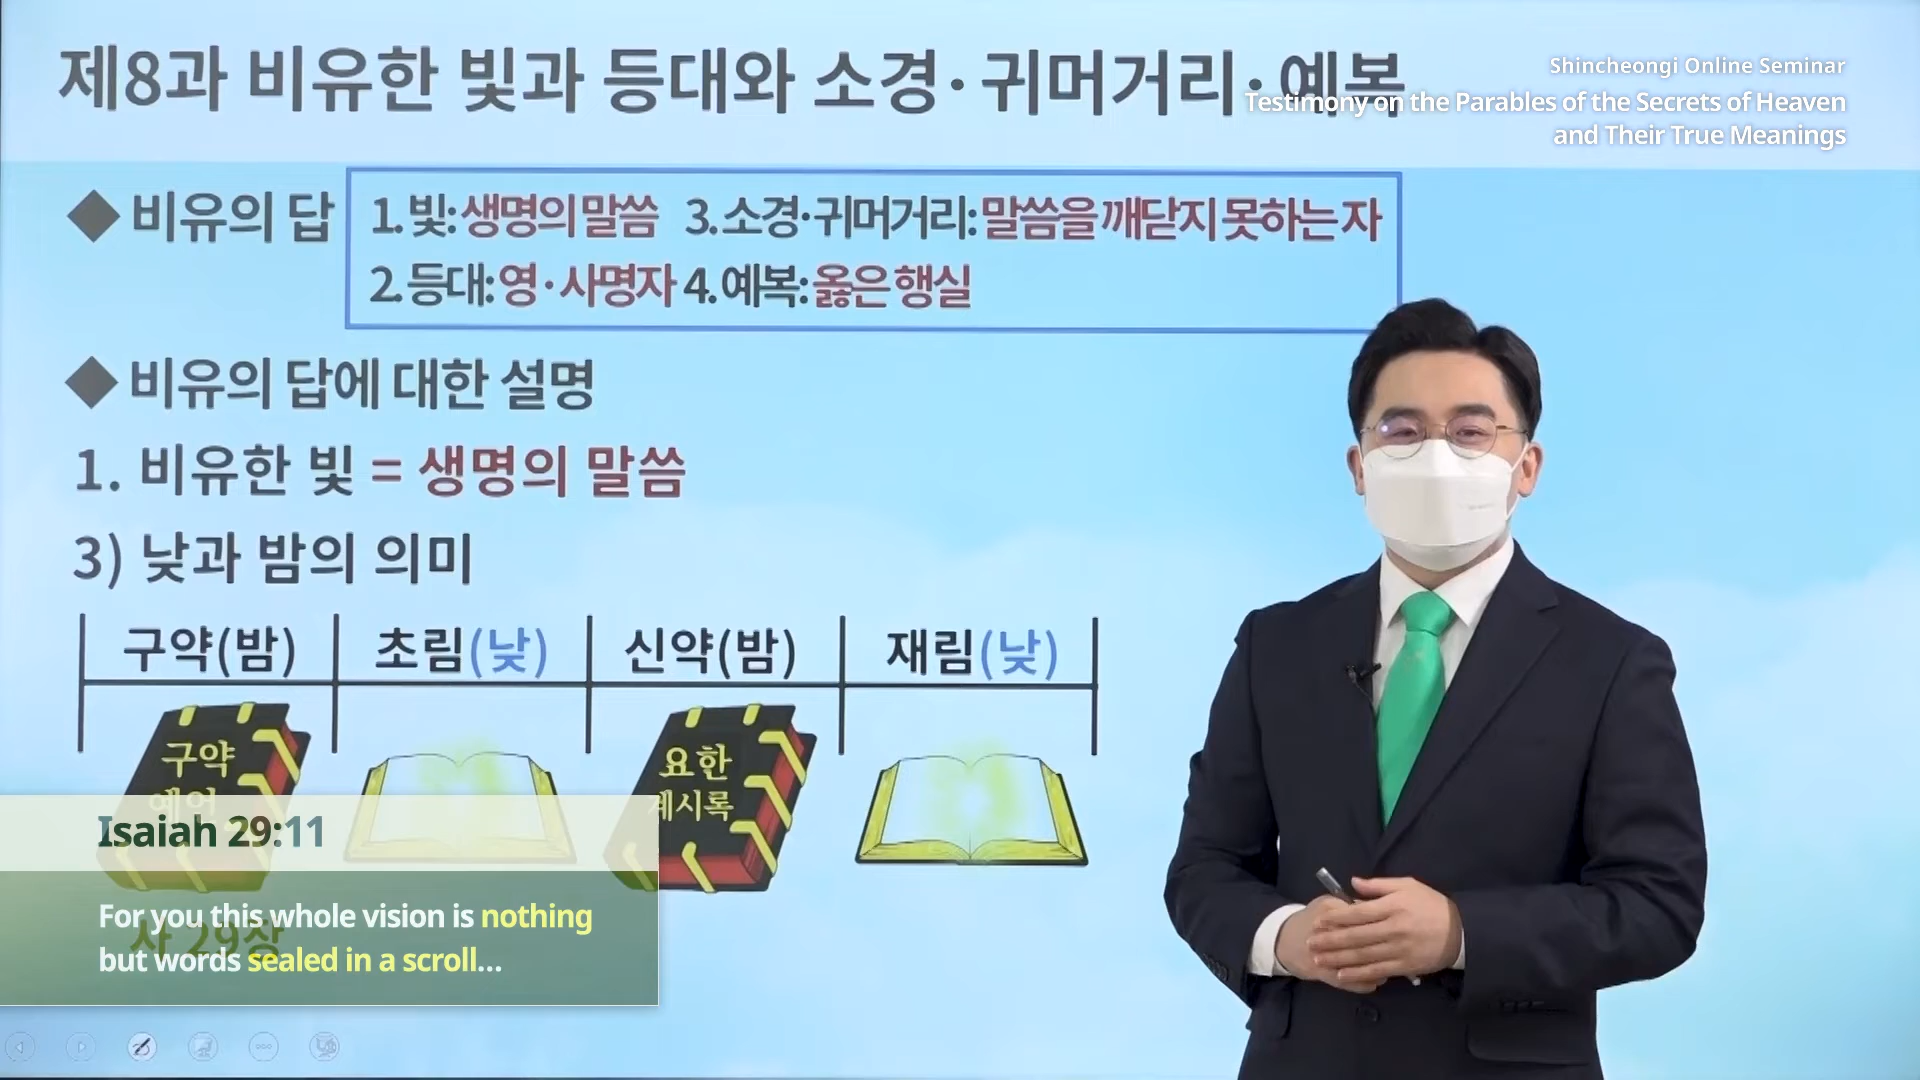 제8과 비유한 빛과 등대와 소경·귀머거리·예복
Shincheongi Online Seminar
Testimony on the Parables of the Secrets of Heaven
and Their True Meanings
◆ 비유의 답
1. 빛: 생명의 말씀 3. 소경·귀머거리: 말씀을 깨닫지 못하는 자
2. 등대: 영·사명자 4. 예복: 옳은 행실
◆ 비유의 답에 대한 설명
1. 비유한 빛 = 생명의 말씀
3) 낮과 밤의 의미
구약(밤) 초림(낮) 신약(밤) 재림(낮)
구약
예언
요한
계시록
사 29장
Isaiah 29:11
For you this whole vision is nothing
but words sealed in a scroll...